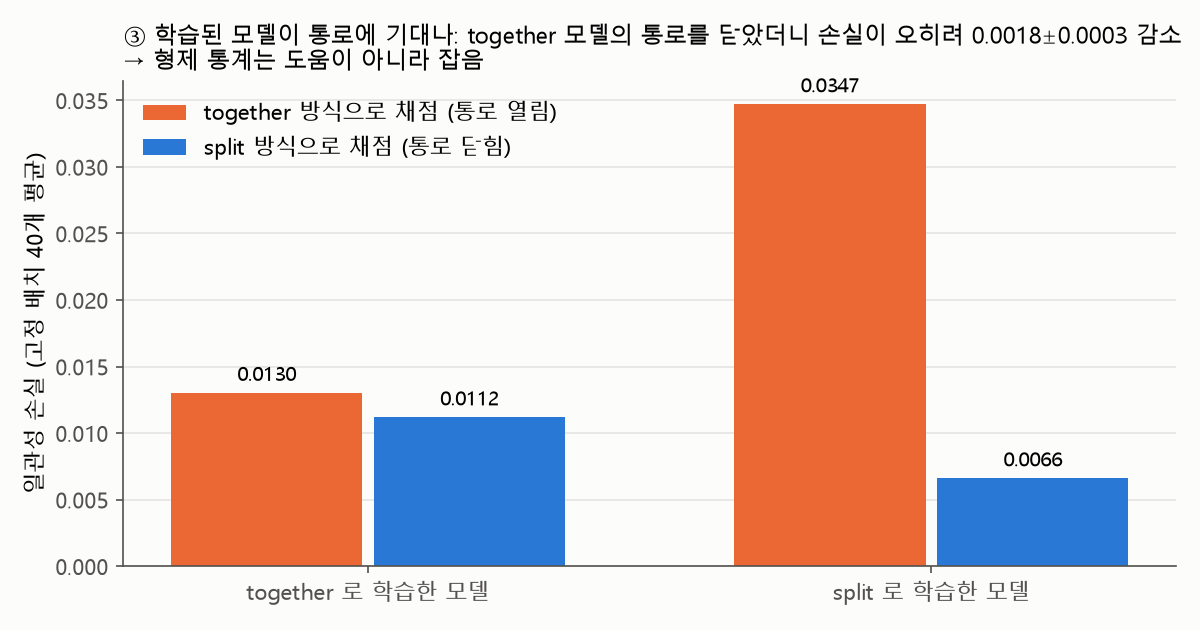 ③ 학습된 모델이 통로에 기대나: together 모델의 통로를 닫았더니 손실이 오히려 0.0018±0.0003 감소
→ 형제 통계는 도움이 아니라 잡음
together 방식으로 채점 (통로 열림)
split 방식으로 채점 (통로 닫힘)
일관성 손실 (고정 배치 40개 평균)
0.035
0.030
0.025
0.020
0.015
0.010
0.005
0.000
0.0130
0.0112
0.0347
0.0066
together 로 학습한 모델
split 로 학습한 모델